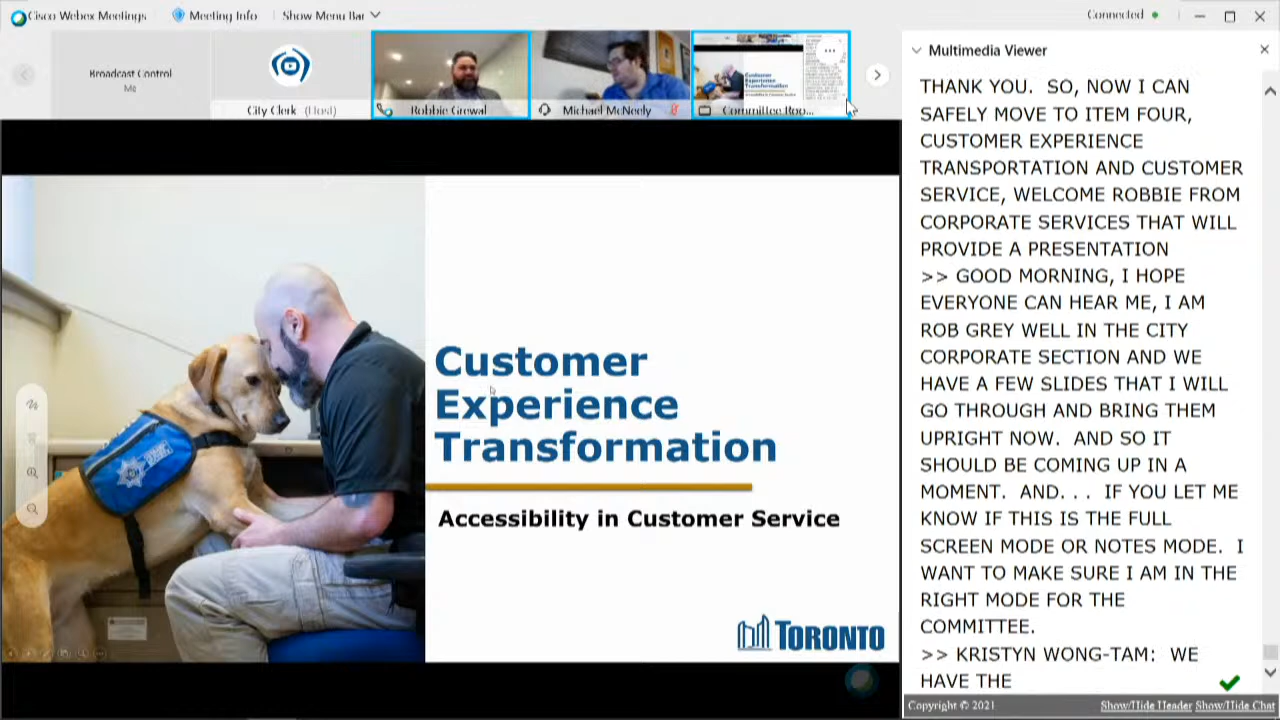 Cisco Webex Meetings
Meeting Info
Show Menu Bar
Connected
City Clerk (Host)
Robbie Grewal
Michael McNeely
Committee Roo...
Customer
Experience
Transformation
Accessibility in Customer Service
TORONTO
Multimedia Viewer
THANK YOU. SO, NOW I CAN
SAFELY MOVE TO ITEM FOUR,
CUSTOMER EXPERIENCE
TRANSPORTATION AND CUSTOMER
SERVICE, WELCOME ROBBIE FROM
CORPORATE SERVICES THAT WILL
PROVIDE A PRESENTATION
>> GOOD MORNING, I HOPE
EVERYONE CAN HEAR ME, I AM
ROB GREY WELL IN THE CITY
CORPORATE SECTION AND WE
HAVE A FEW SLIDES THAT I WILL
GO THROUGH AND BRING THEM
UPRIGHT NOW. AND SO IT
SHOULD BE COMING UP IN A
MOMENT. AND. . . IF YOU LET ME
KNOW IF THIS IS THE FULL
SCREEN MODE OR NOTES MODE. I
WANT TO MAKE SURE I AM IN THE
RIGHT MODE FOR THE
COMMITTEE.
>> KRISTYN WONG-TAM: WE
HAVE THE
Copyright © 2021
Show/Hide Header Show/Hide Chat